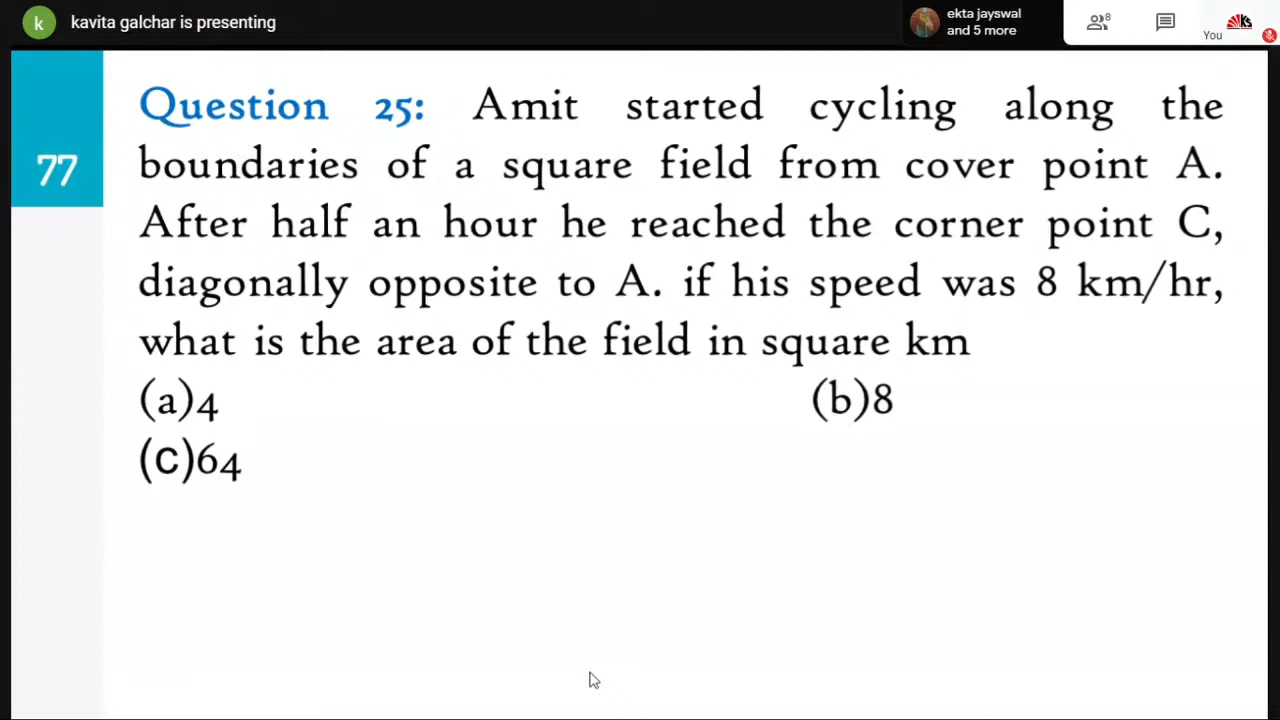 k kavita galchar is presenting
ekta jayswal
and 5 more
8
You
ks
77
Question 25: Amit started cycling along the
boundaries of a square field from cover point A.
After half an hour he reached the corner point C,
diagonally opposite to A. if his speed was 8 km/hr,
what is the area of the field in square km
(a)4 (b)8
(c)64